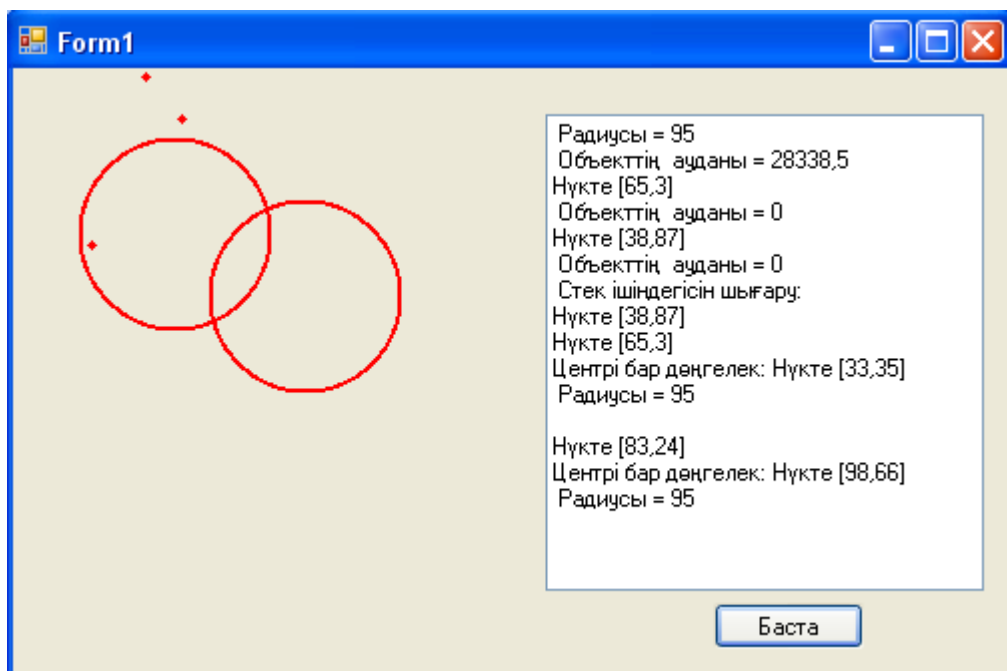 Form1
Радиусы = 95
Объекттің ауданы = 28338,5
Нүкте [65,3]
Объекттің ауданы = 0
Нүкте [38,87]
Объекттің ауданы = 0
Стек ішіндегісін шығару:
Нүкте [38,87]
Нүкте [65,3]
Центрі бар дөңгелек: Нүкте [33,35]
Радиусы = 95
Нүкте [83,24]
Центрі бар дөңгелек: Нүкте [98,66]
Радиусы = 95
Баста